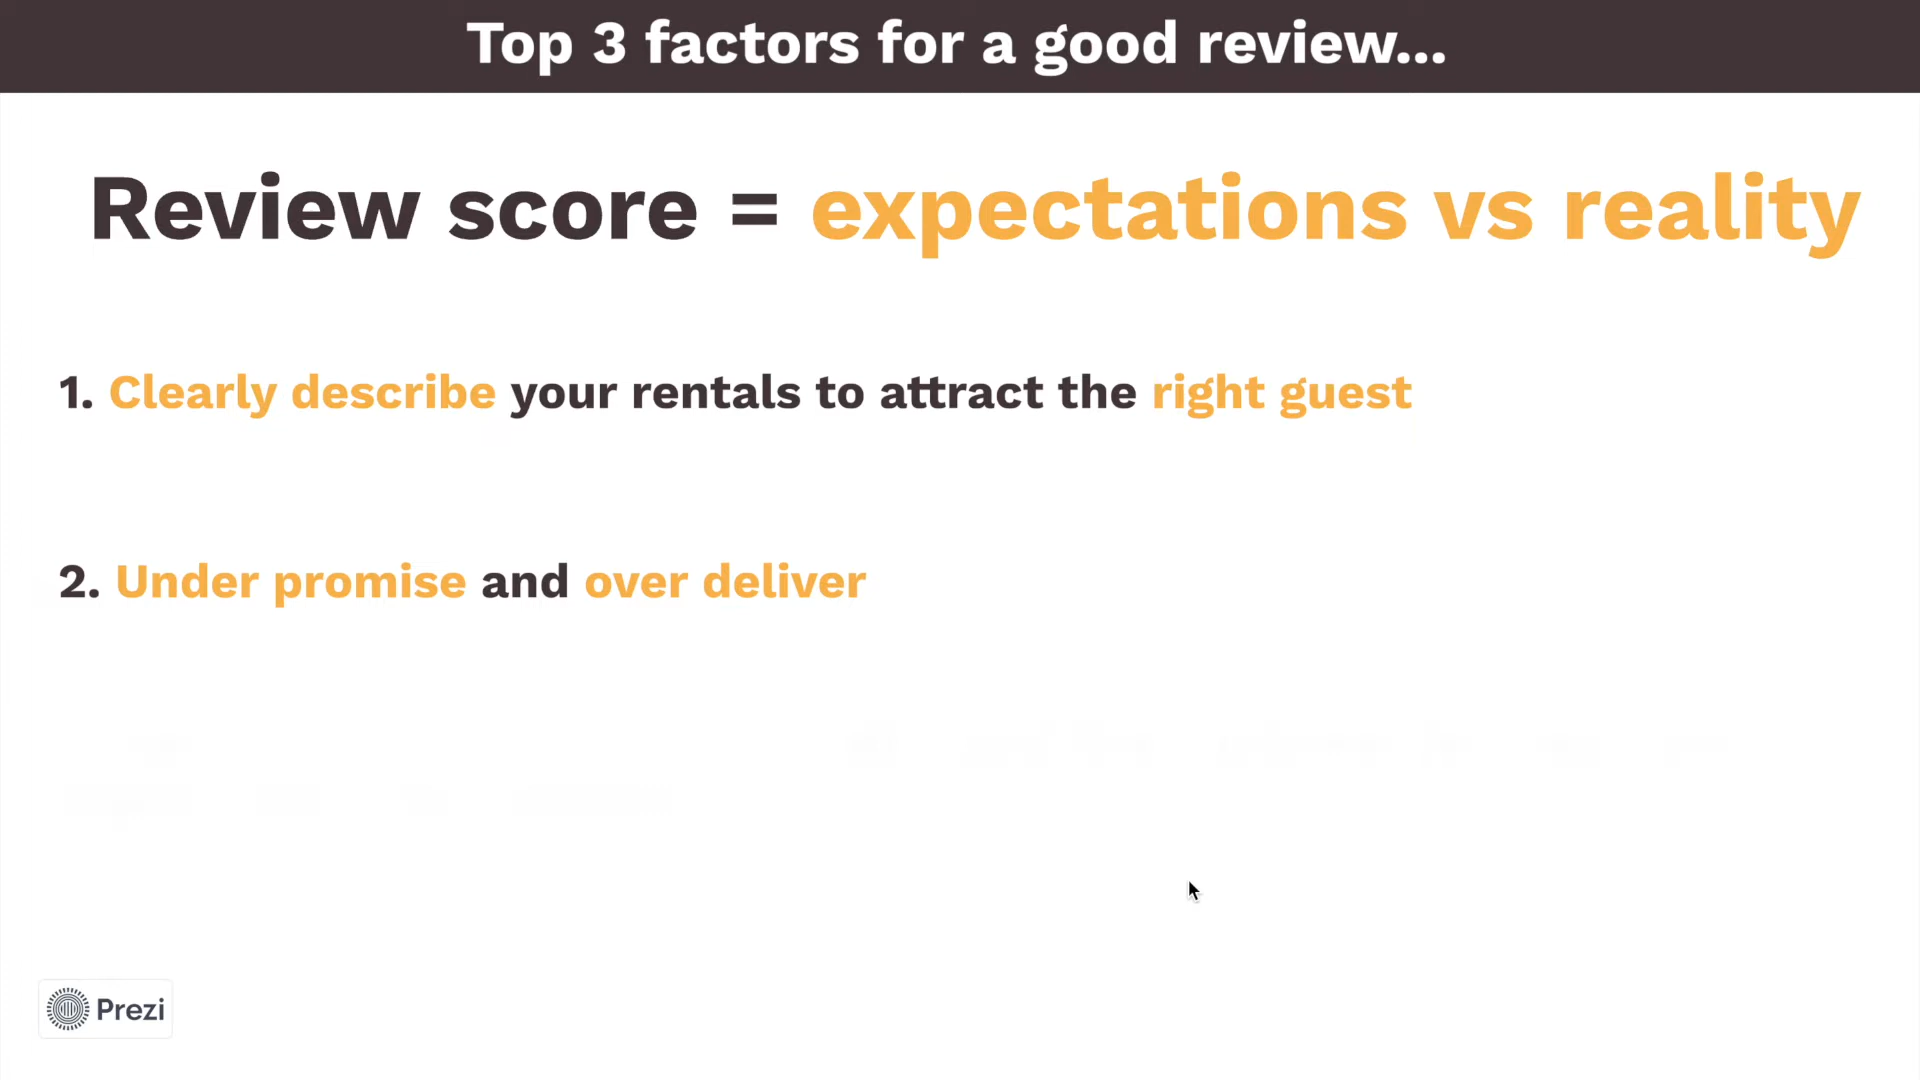 Top 3 factors for a good review...
Review score = expectations vs reality
1. Clearly describe your rentals to attract the right guest
2. Under promise and over deliver
Prezi